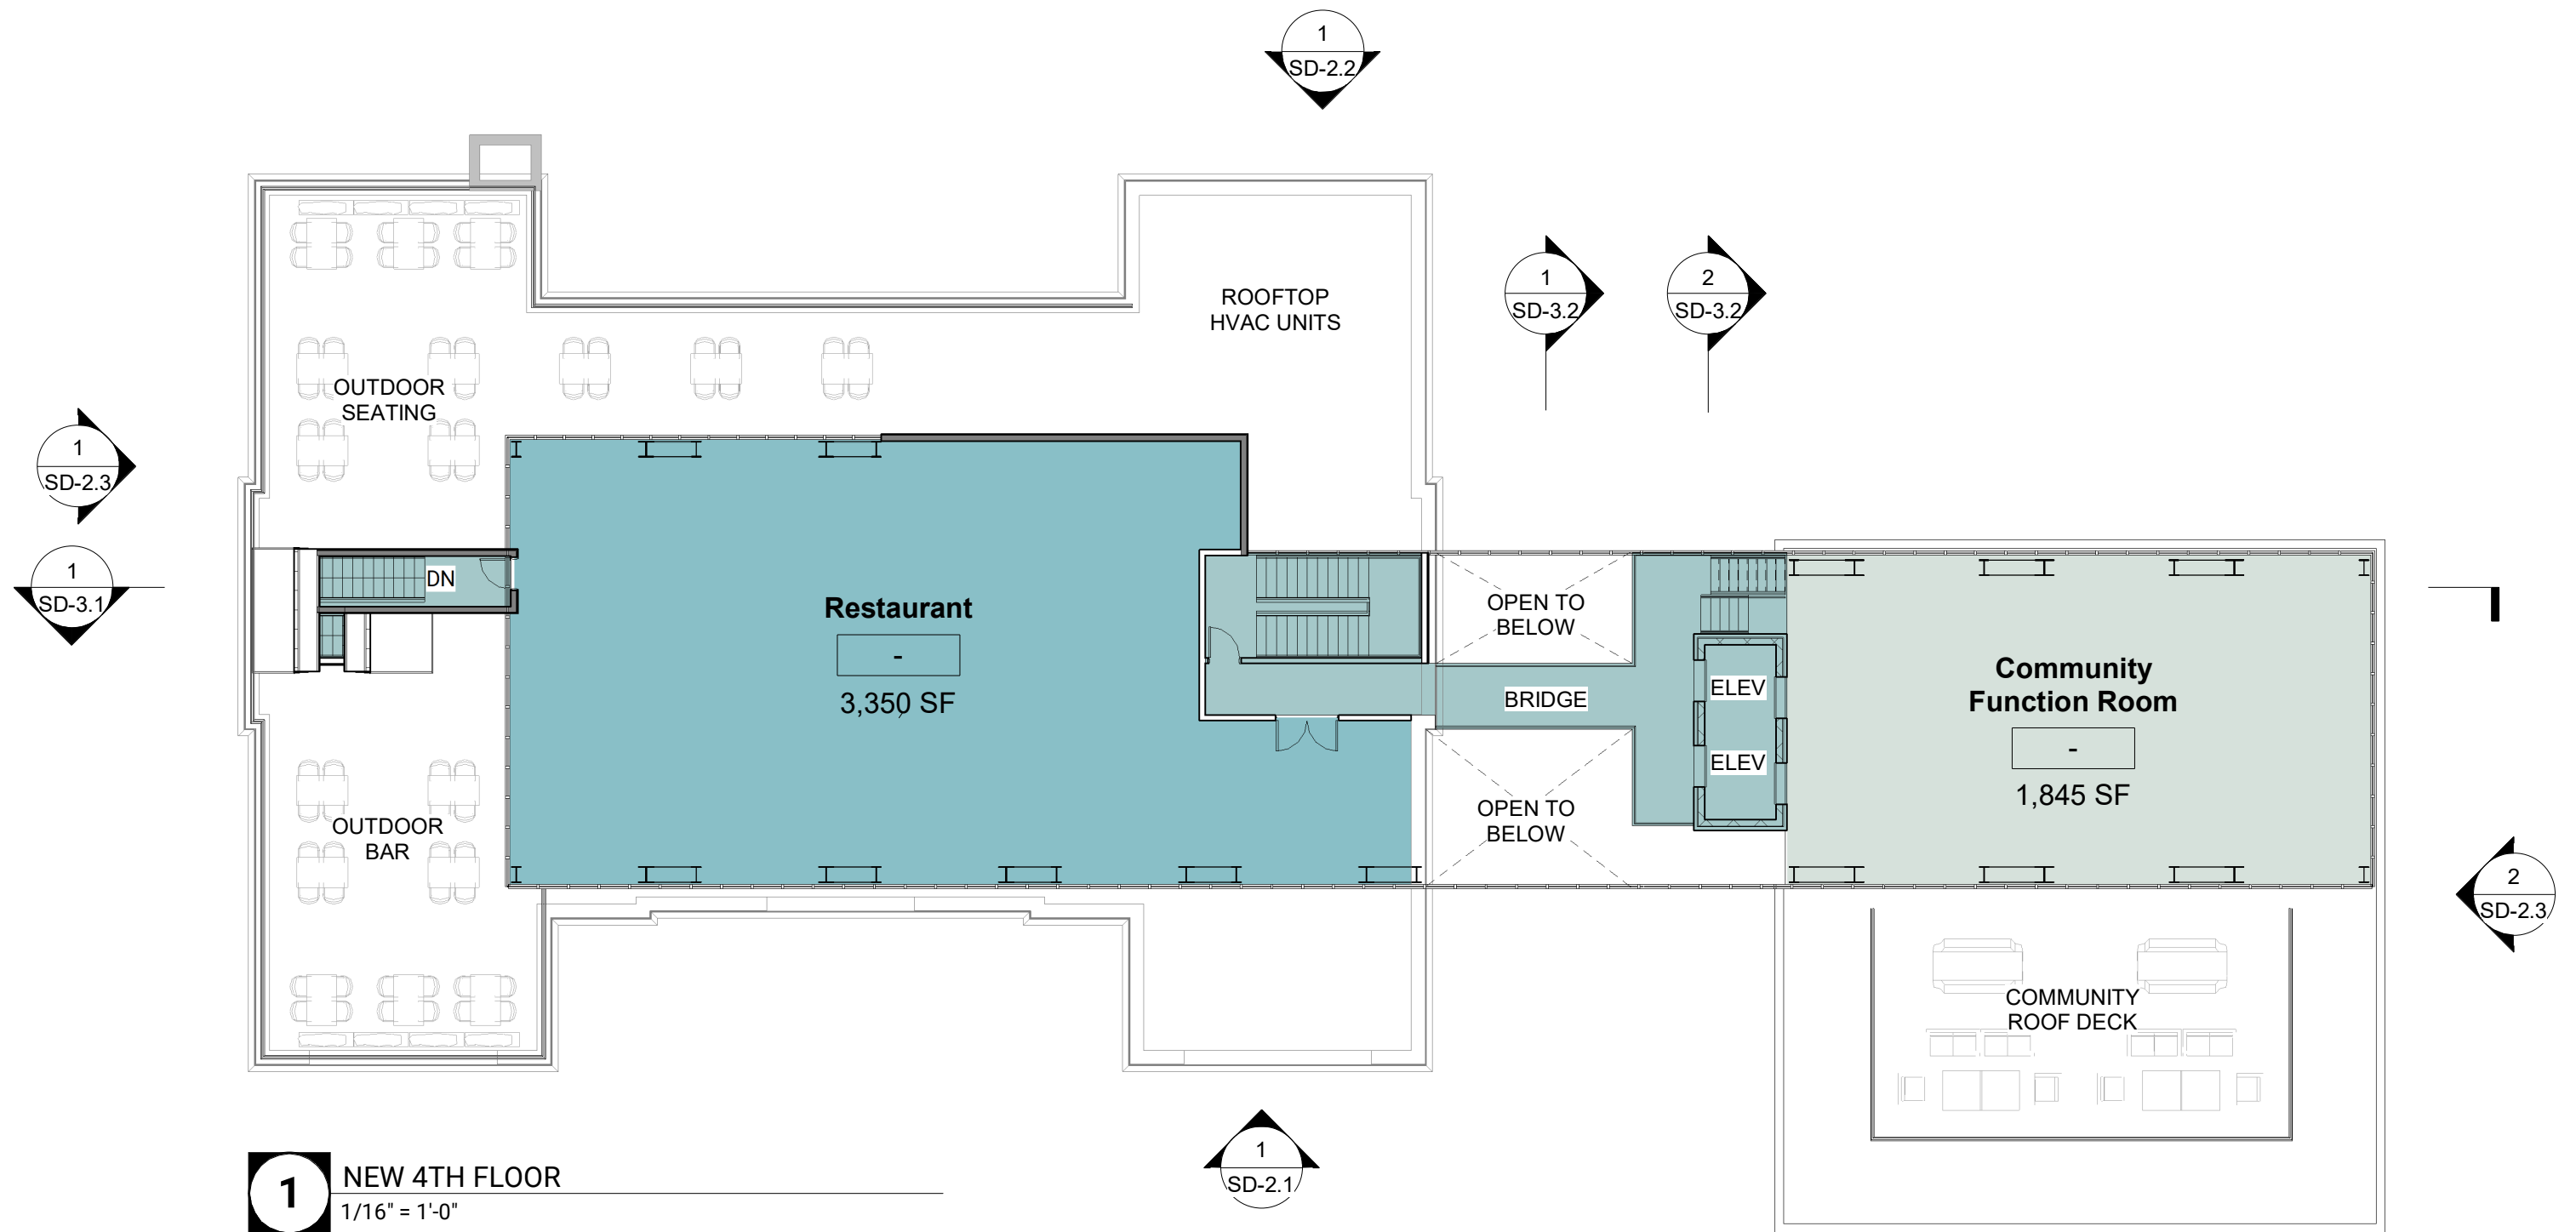 1
SD-2.2
ROOFTOP
HVAC UNITS
1
SD-3.2
2
SD-3.2
OUTDOOR
SEATING
1
SD-2.3
1
SD-3.1
DN
Restaurant
-
3,350 SF
OPEN TO
BELOW
BRIDGE
ELEV
ELEV
OPEN TO
BELOW
Community
Function Room
-
1,845 SF
OUTDOOR
BAR
2
SD-2.3
COMMUNITY
ROOF DECK
1
SD-2.1
1
NEW 4TH FLOOR
1/16" = 1'-0"